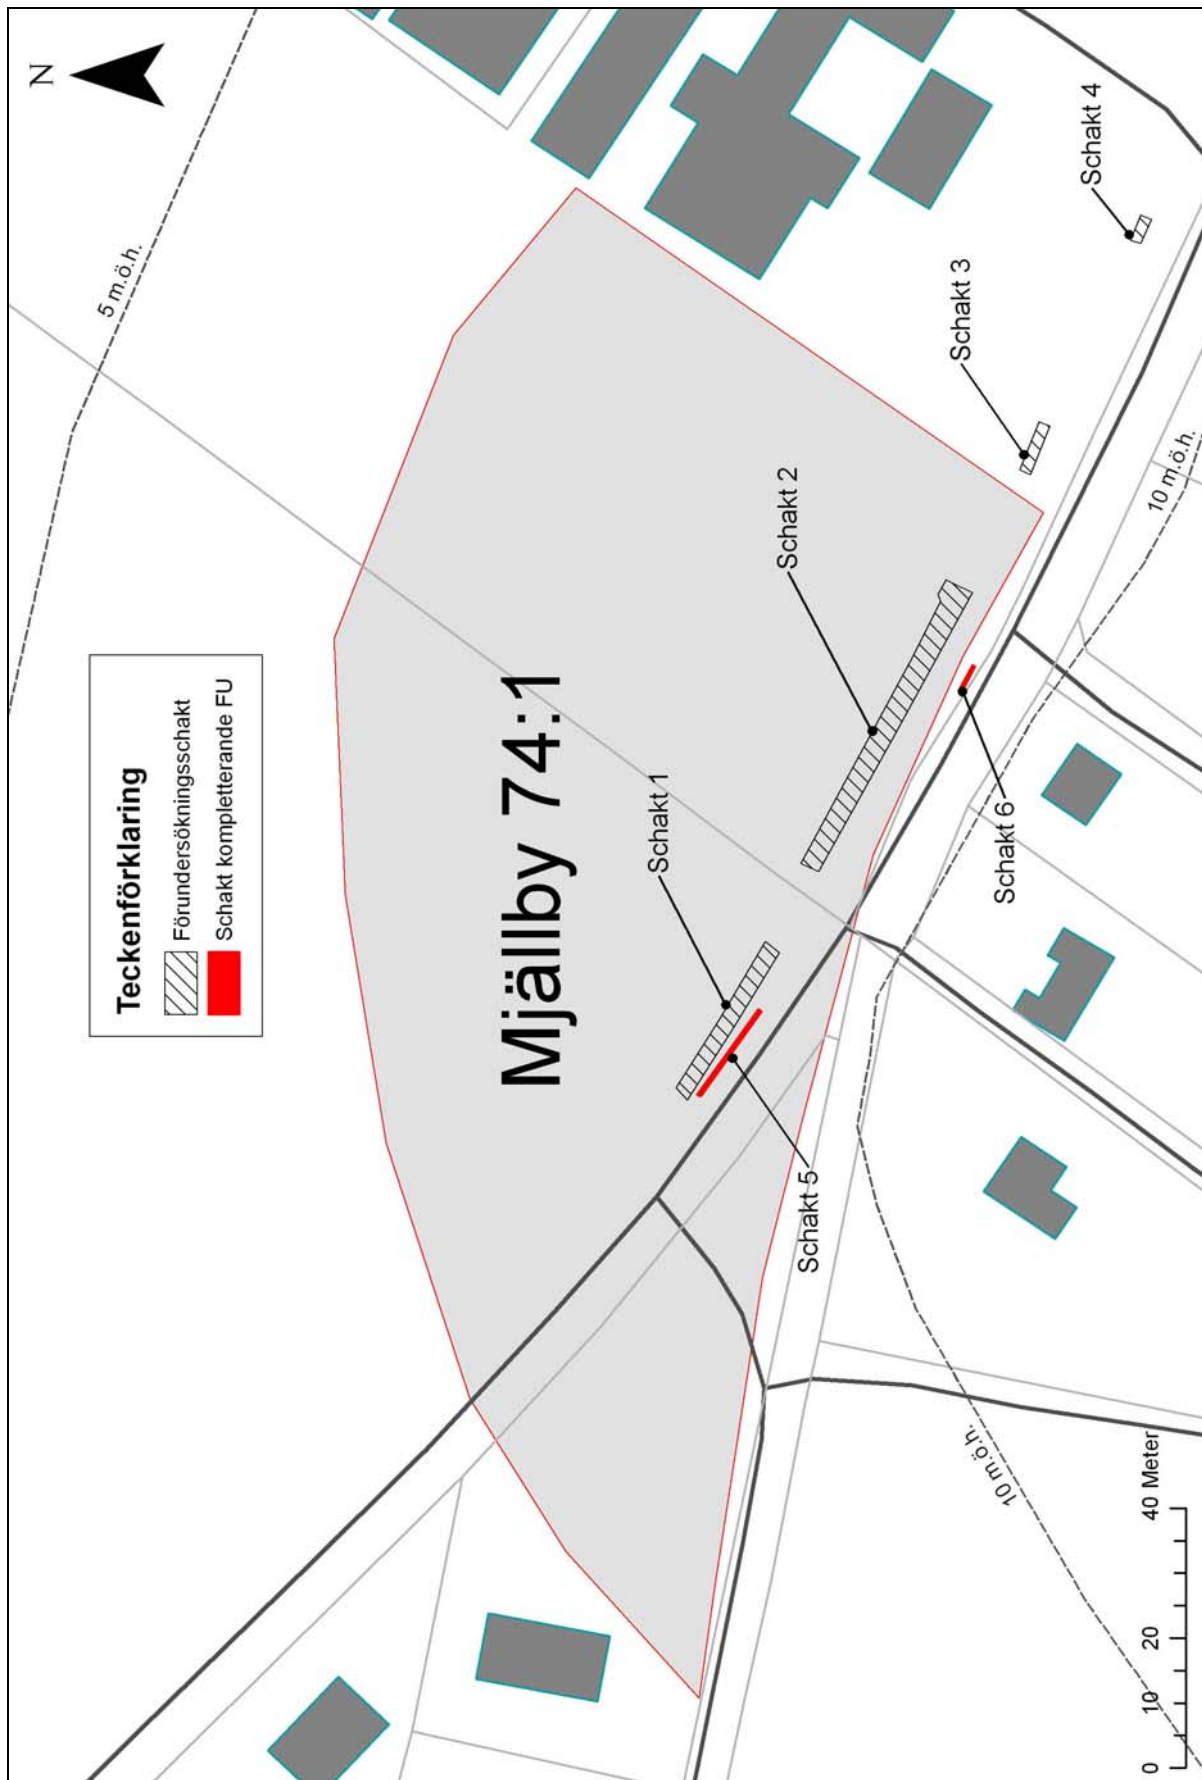 N
5 m.ö.h.
Teckenförklaring
Förundersökningsschakt
Schakt kompletterande FU
Mjällby 74:1
Schakt 1
Schakt 2
Schakt 3
Schakt 4
Schakt 5
Schakt 6
10 m.ö.h.
10 m.ö.h.
0 10 20 40 Meter